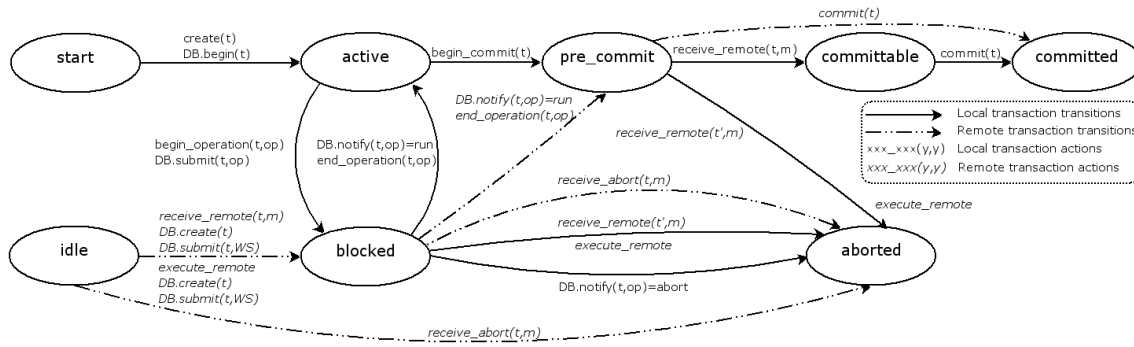 commit(t)
create(t)
DB.begin(t)
start
active
begin_commit(t)
pre_commit
receive_remote(t,m)
committable
commit(t)
committed
DB.notify(t,op)=run
end_operation(t,op)
Local transaction transitions
Remote transaction transitions
xxx_xxx(y,y) Local transaction actions
xxx_xxx(y,y) Remote transaction actions
begin_operation(t,op)
DB.submit(t,op)
DB.notify(t,op)=run
end_operation(t,op)
receive_remote(t',m)
receive_abort(t,m)
execute_remote
receive_remote(t,m)
DB.create(t)
DB.submit(t,WS)
idle
blocked
receive_remote(t',m)
execute_remote
aborted
execute_remote
DB.create(t)
DB.submit(t,WS)
DB.notify(t,op)=abort
receive_abort(t,m)